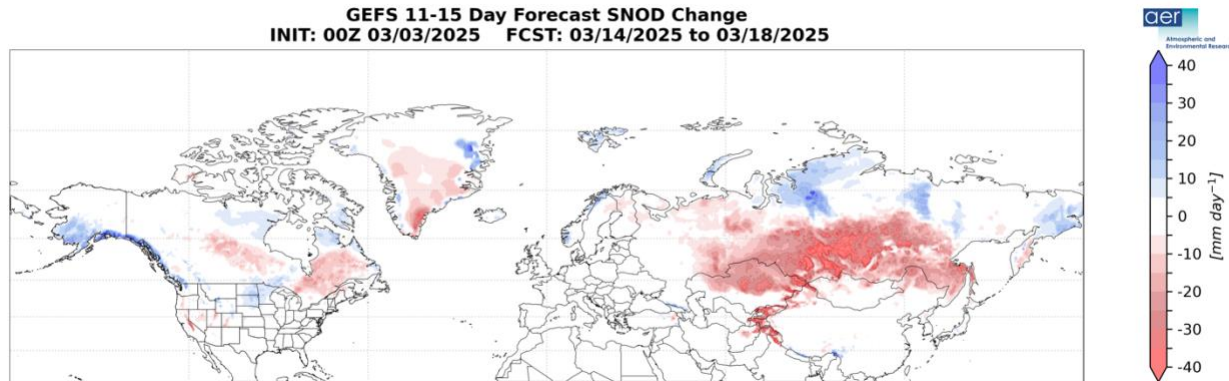 GEFS 11-15 Day Forecast SNOD Change
INIT: 00Z 03/03/2025 FCST: 03/14/2025 to 03/18/2025
aer
Atmospheric and
Environmental Resear
40
30
20
10
0
-10
-20
-30
-40
[mm day⁻¹]